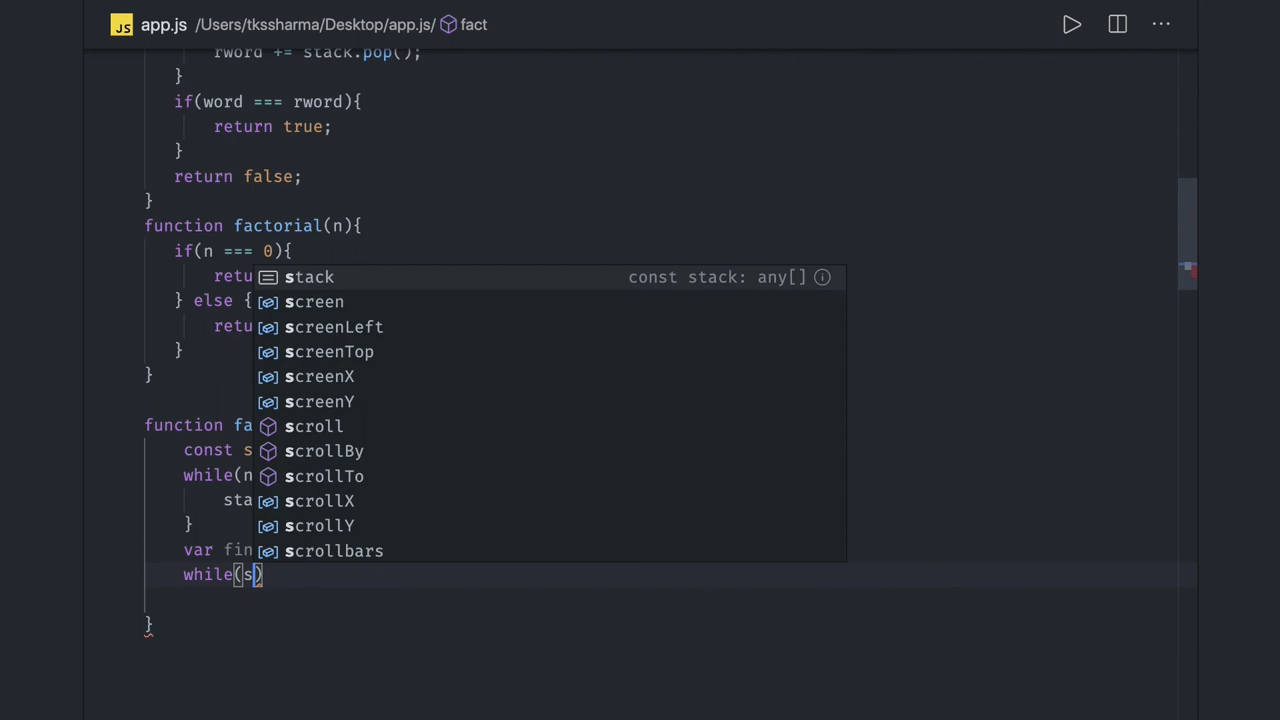 JS app.js /Users/tkssharma/Desktop/app.js/ fact ···
rword += stack.pop();
}
if(word === rword){
return true;
}
return false;
}
function factorial(n){
if(n === 0){
retu
} else {
retu
}
}
stack const stack: any[]
screen
screenLeft
screenTop
screenX
screenY
scroll
scrollBy
scrollTo
scrollX
scrollY
scrollbars
function fa
const s
while(n
sta
}
var fin
while(s)
}